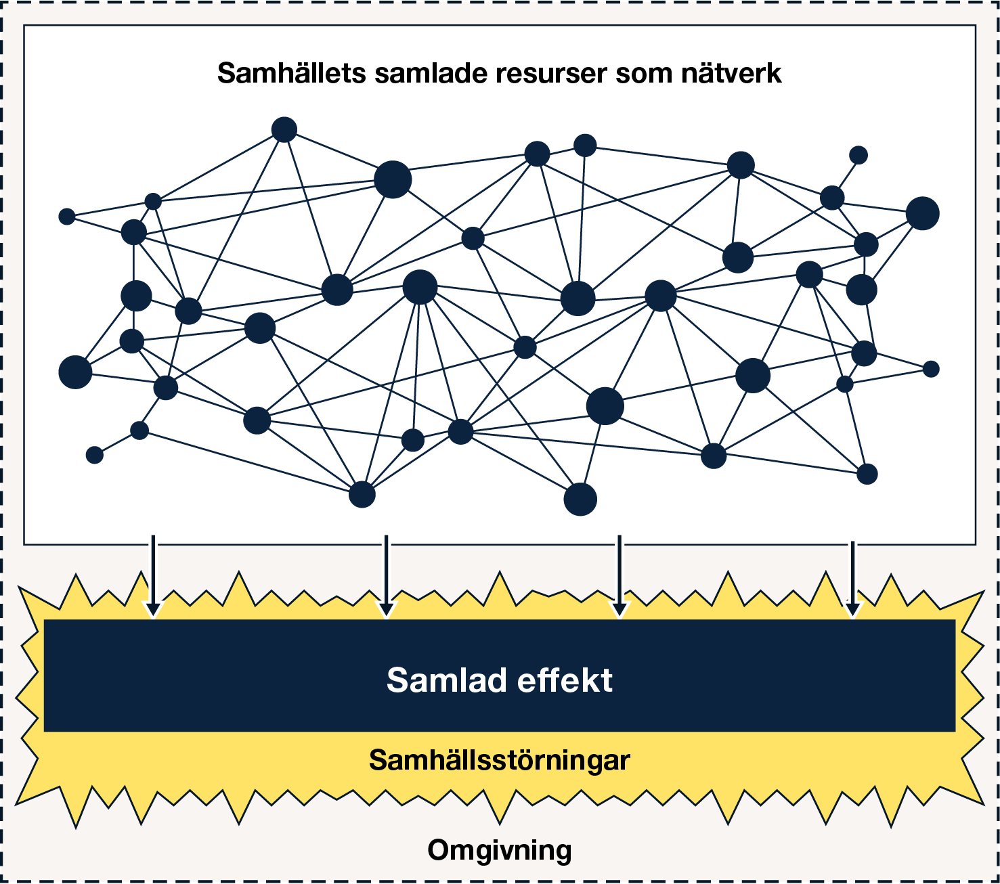 Samhällets samlade resurser som nätverk
Samlad effekt
Samhällsstörningar
Omgivning